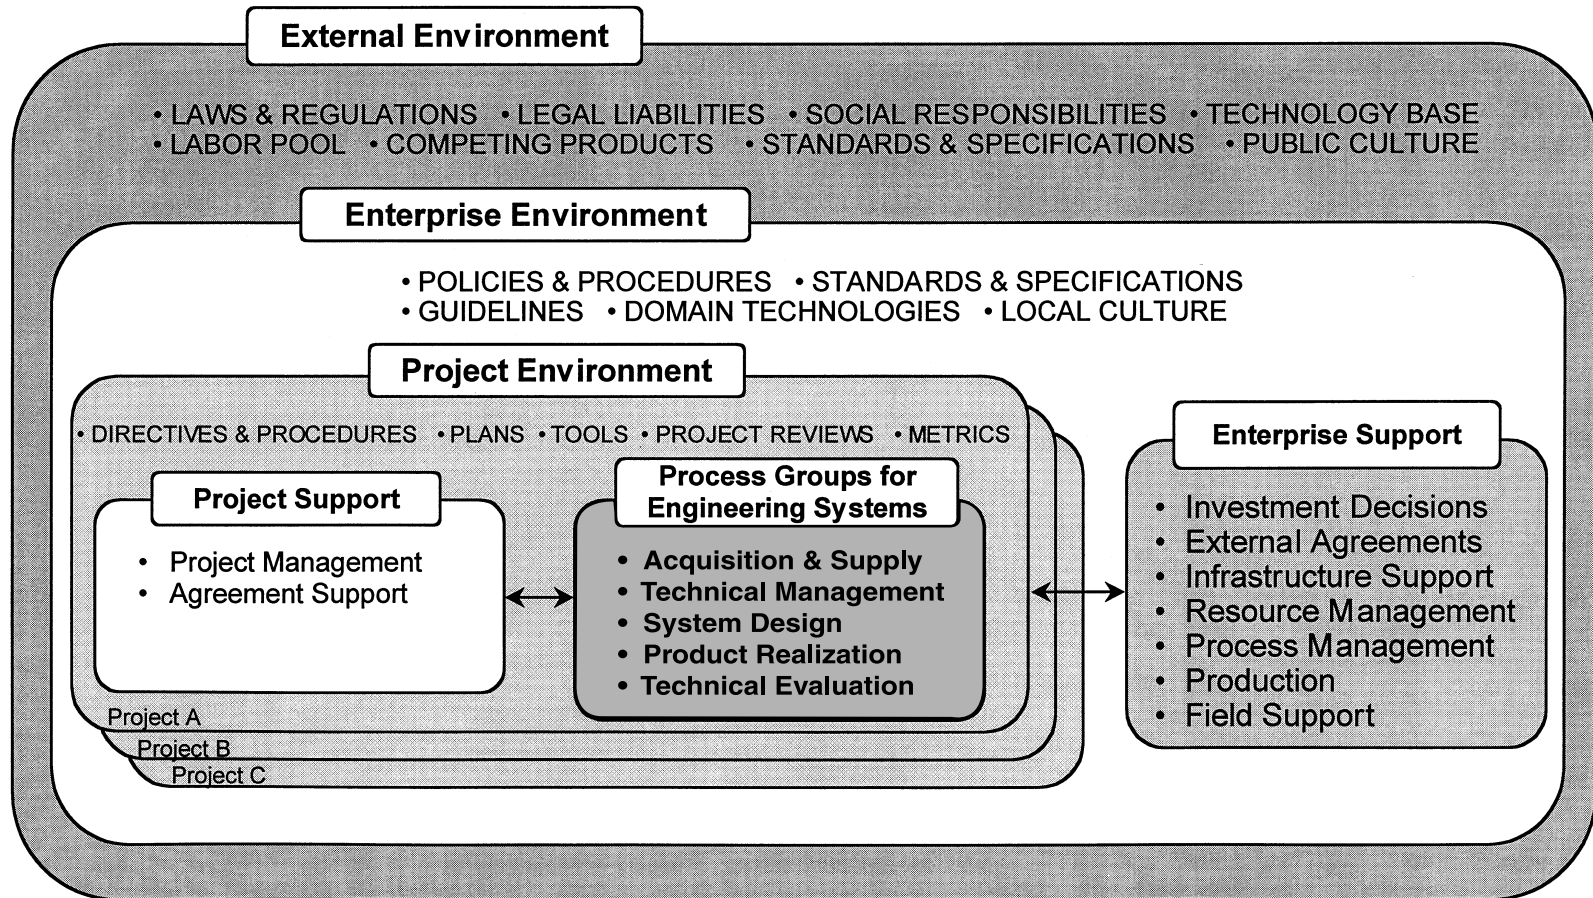 External Environment
• LAWS & REGULATIONS • LEGAL LIABILITIES • SOCIAL RESPONSIBILITIES • TECHNOLOGY BASE
• LABOR POOL • COMPETING PRODUCTS • STANDARDS & SPECIFICATIONS • PUBLIC CULTURE
Enterprise Environment
• POLICIES & PROCEDURES • STANDARDS & SPECIFICATIONS
• GUIDELINES • DOMAIN TECHNOLOGIES • LOCAL CULTURE
Project Environment
• DIRECTIVES & PROCEDURES • PLANS • TOOLS • PROJECT REVIEWS • METRICS
Project Support
• Project Management
• Agreement Support
Process Groups for
Engineering Systems
• Acquisition & Supply
• Technical Management
• System Design
• Product Realization
• Technical Evaluation
Project A
Project B
Project C
Enterprise Support
• Investment Decisions
• External Agreements
• Infrastructure Support
• Resource Management
• Process Management
• Production
• Field Support